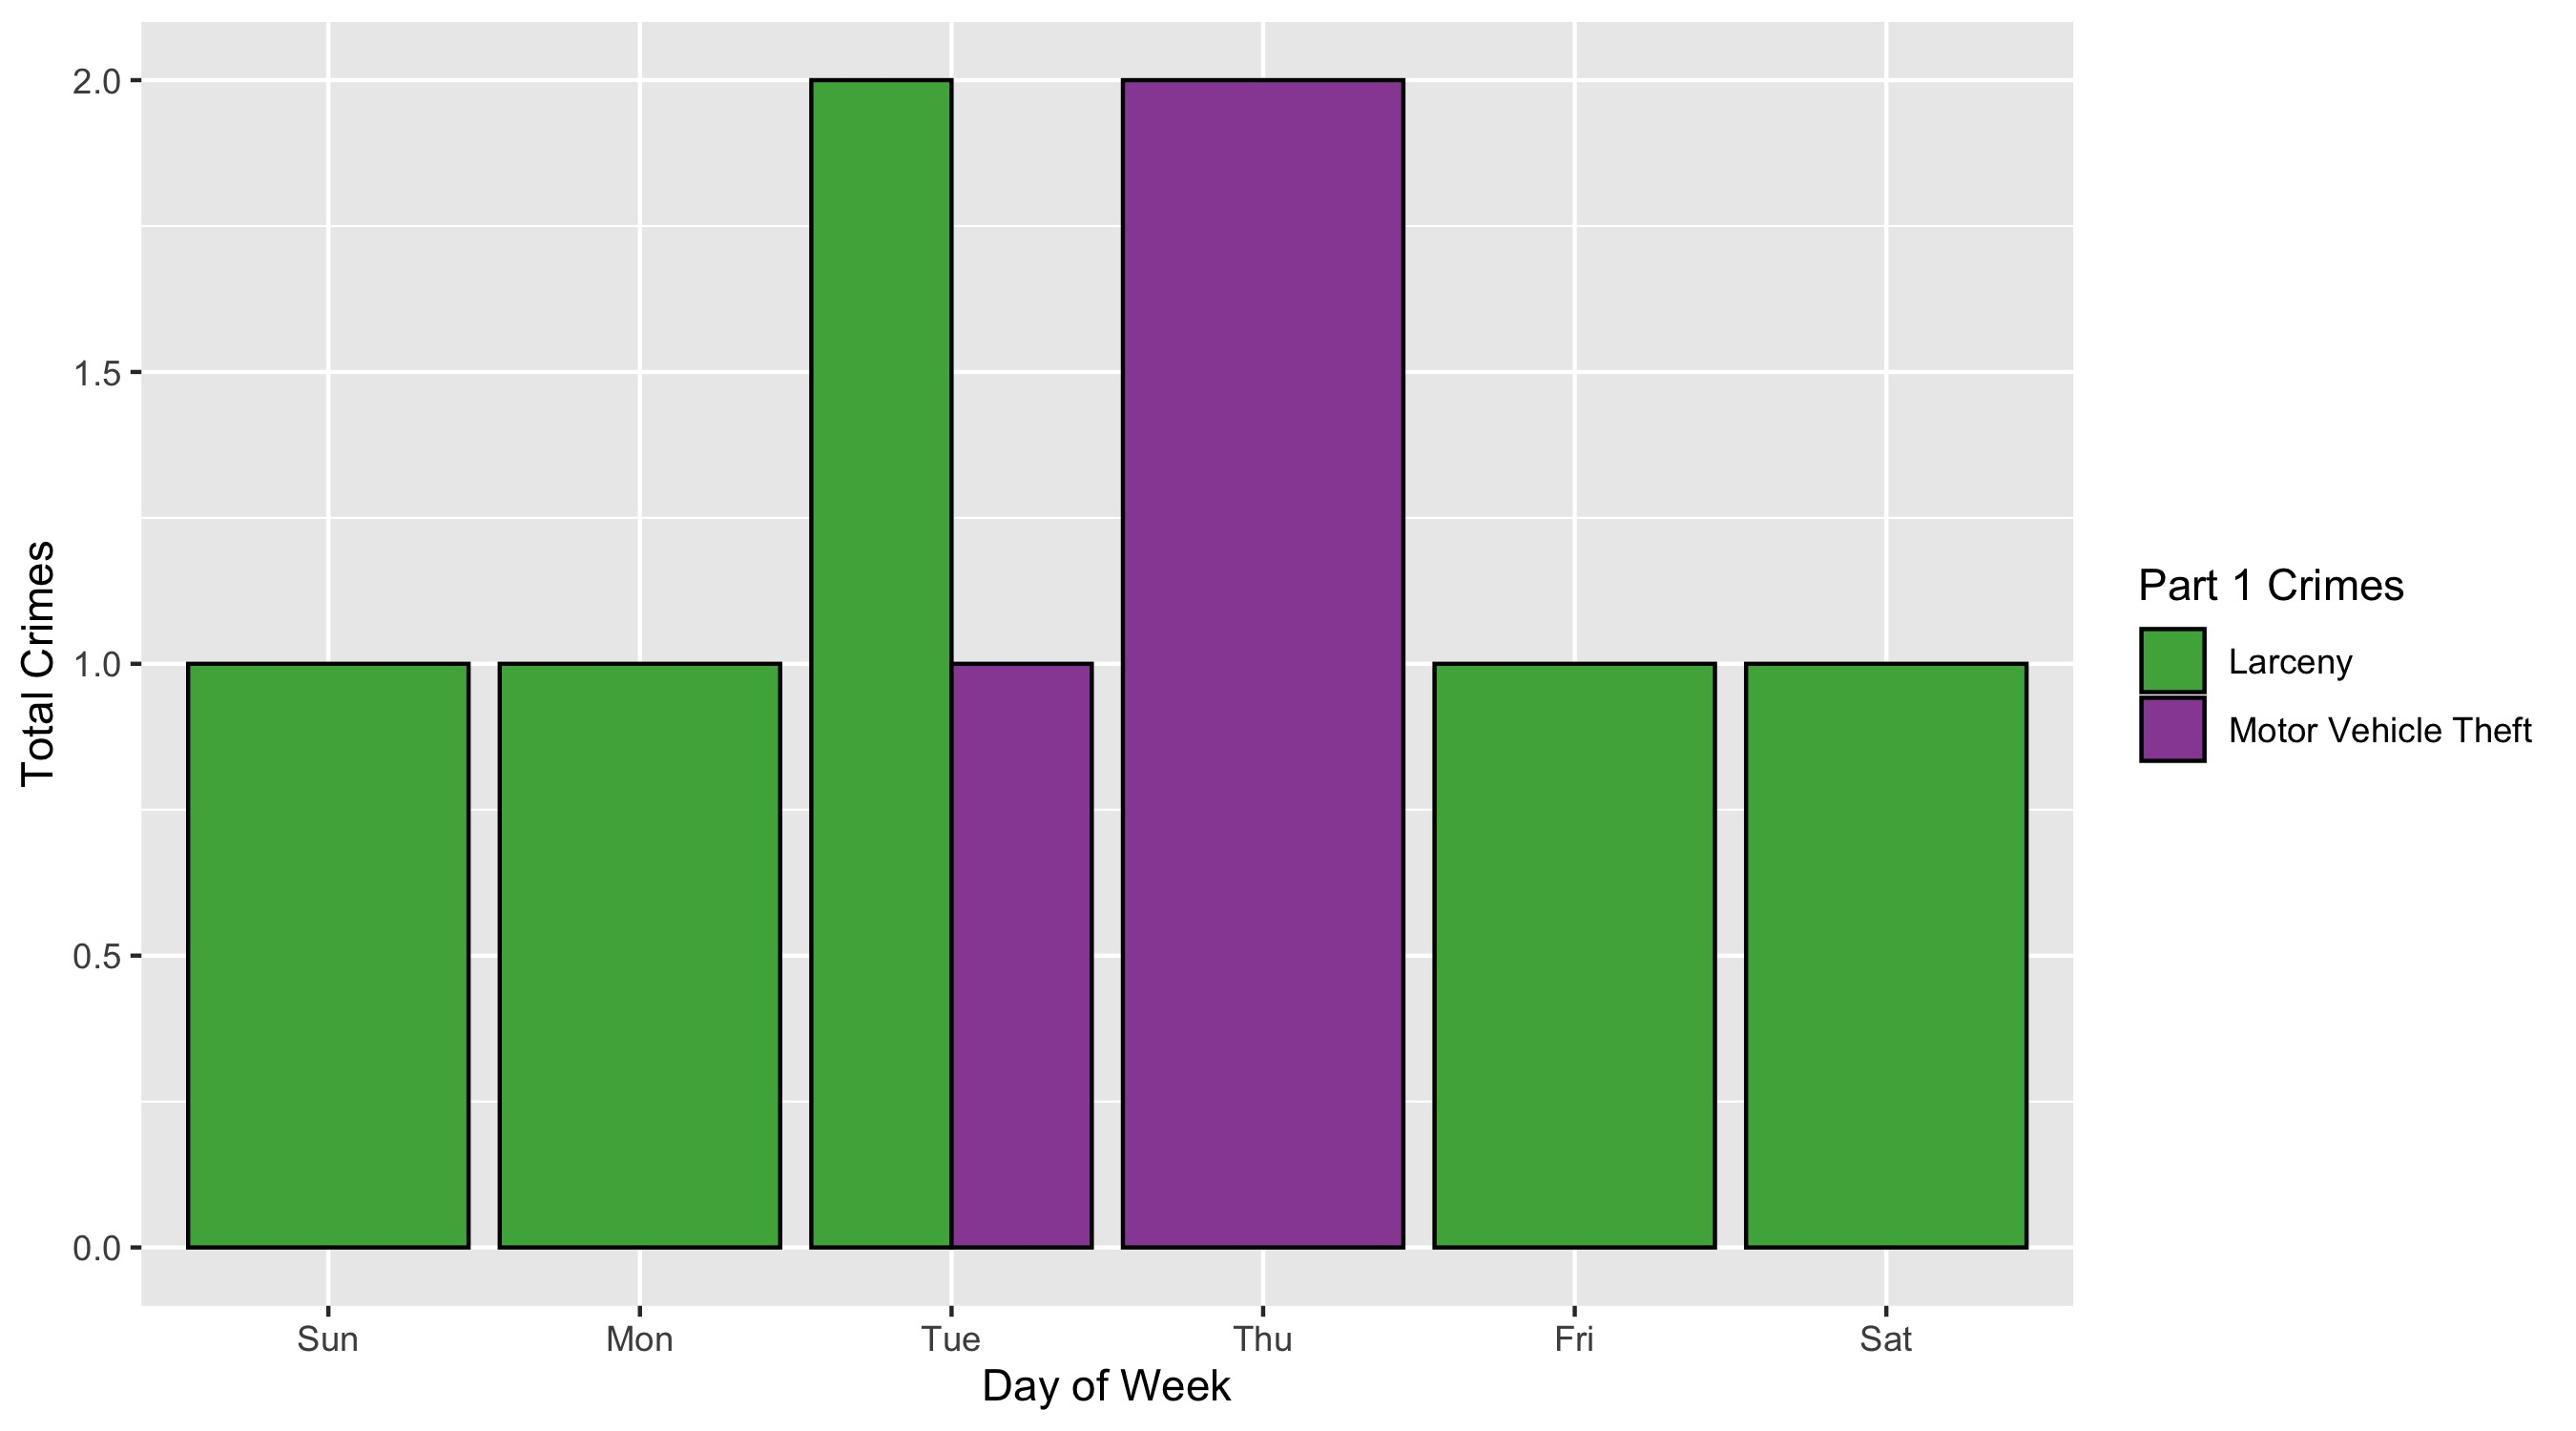 2.0
1.5
1.0
0.5
0.0
Total Crimes
Sun Mon Tue Thu Fri Sat
Day of Week
Part 1 Crimes
Larceny
Motor Vehicle Theft